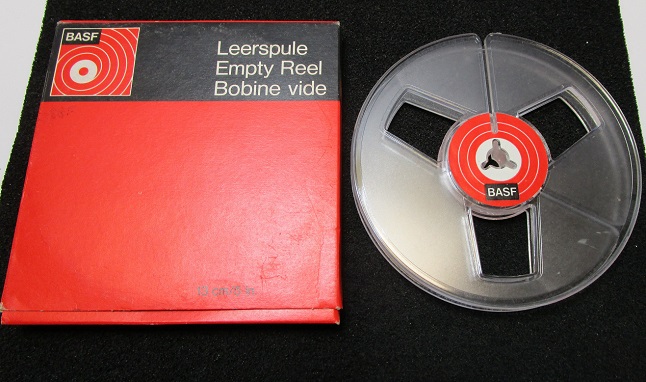 BASF
Leerspule
Empty Reel
Bobine vide
BASF